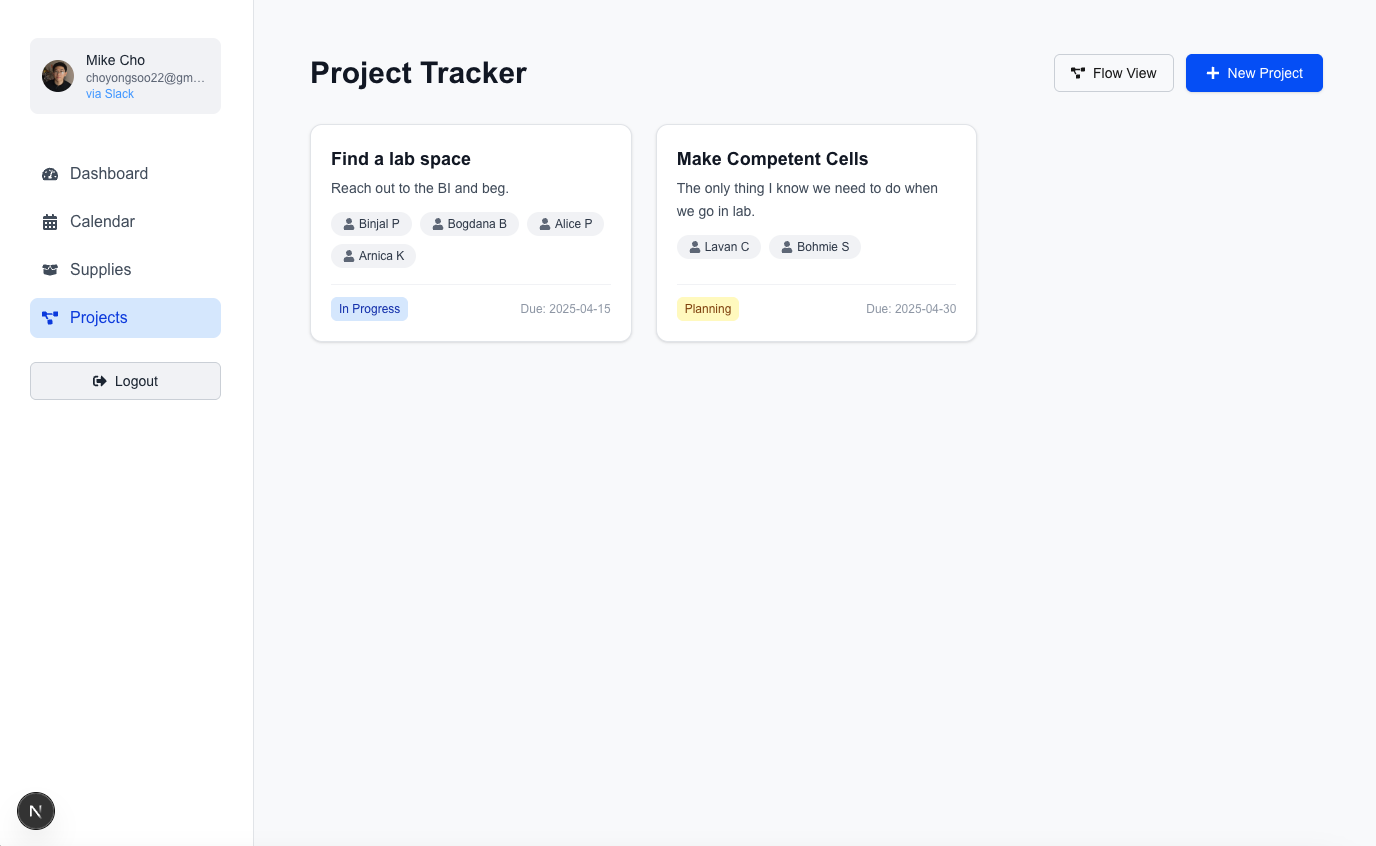 Mike Cho
choyongsoo22@gm...
via Slack
Dashboard
Calendar
Supplies
Projects
Logout
N
Project Tracker
Flow View
New Project
Find a lab space
Reach out to the BI and beg.
Binjal P
Bogdana B
Alice P
Arnica K
In Progress
Due: 2025-04-15
Make Competent Cells
The only thing I know we need to do when
we go in lab.
Lavan C
Bohmie S
Planning
Due: 2025-04-30